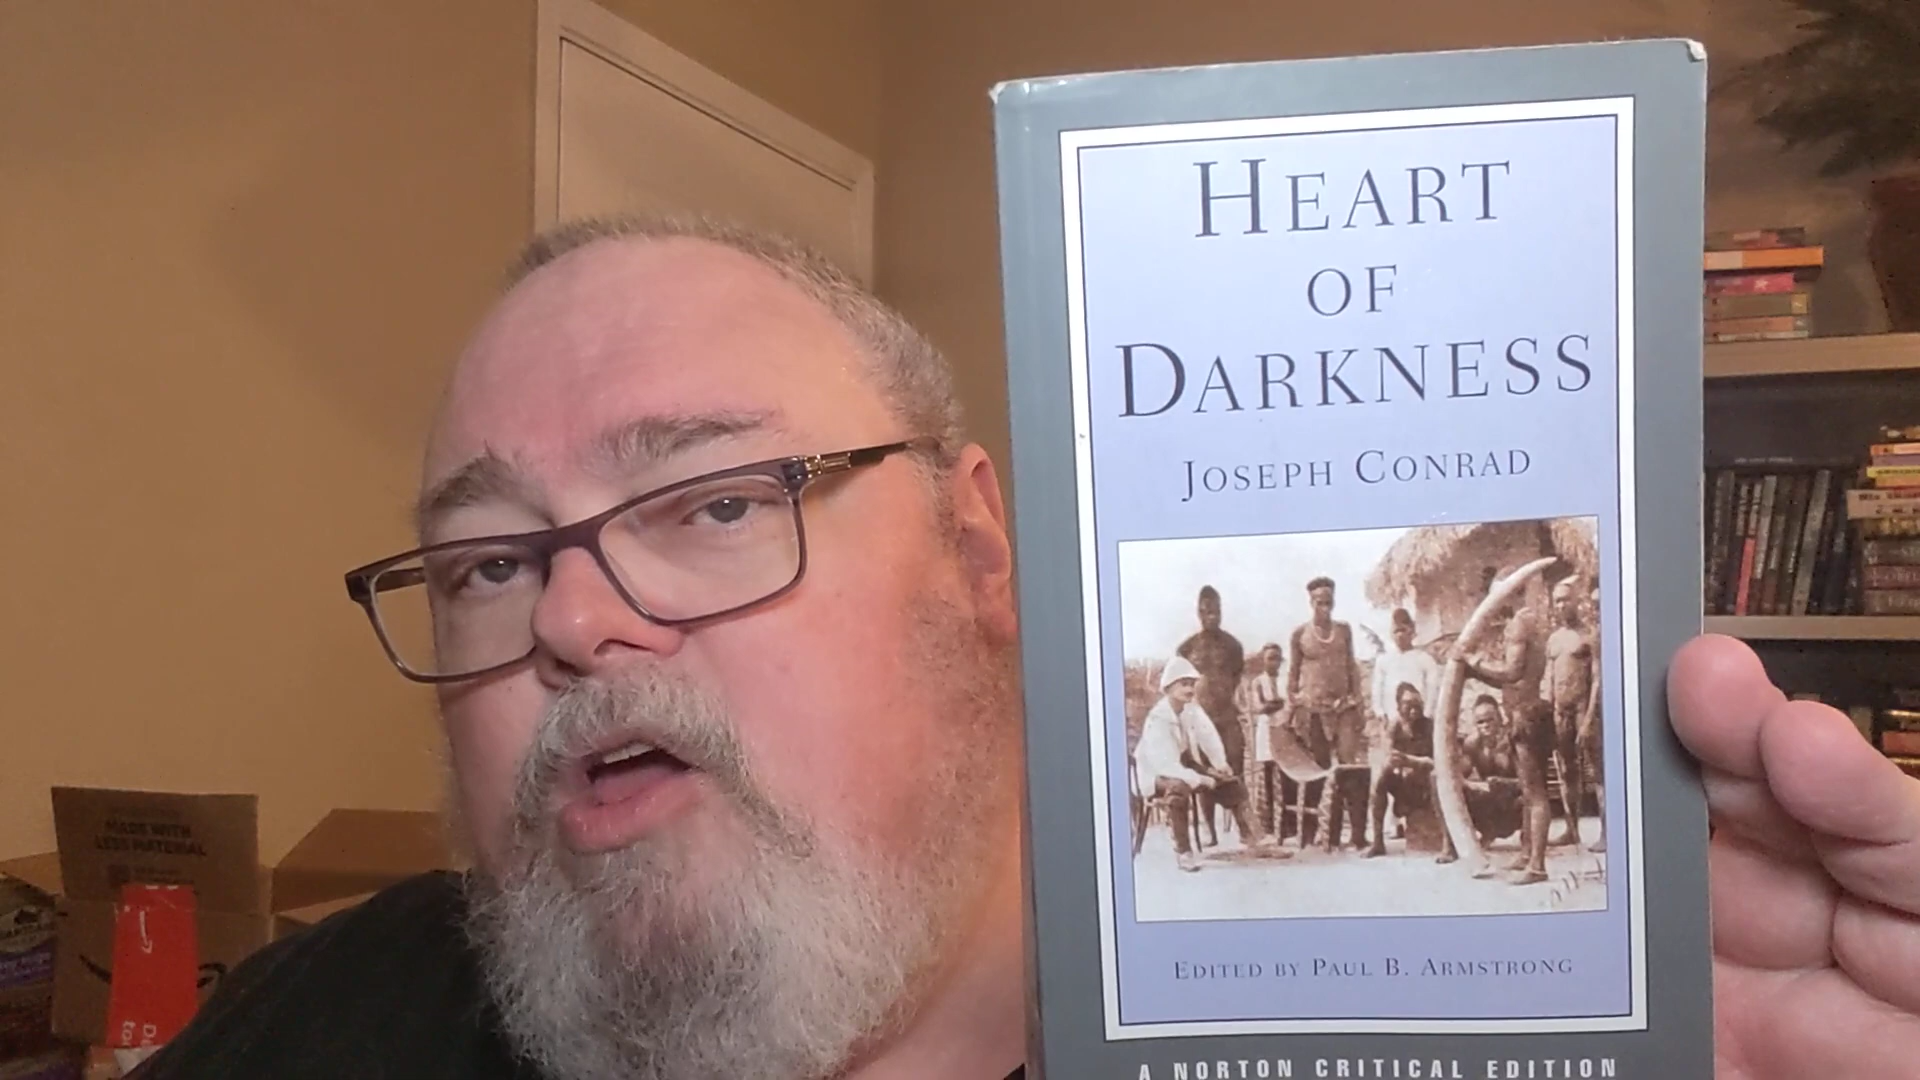 HEART
OF
DARKNESS
JOSEPH CONRAD
EDITED BY PAUL B. ARMSTRONG
A NORTON CRITICAL EDITION
MADE WITH
LESS MATERIAL